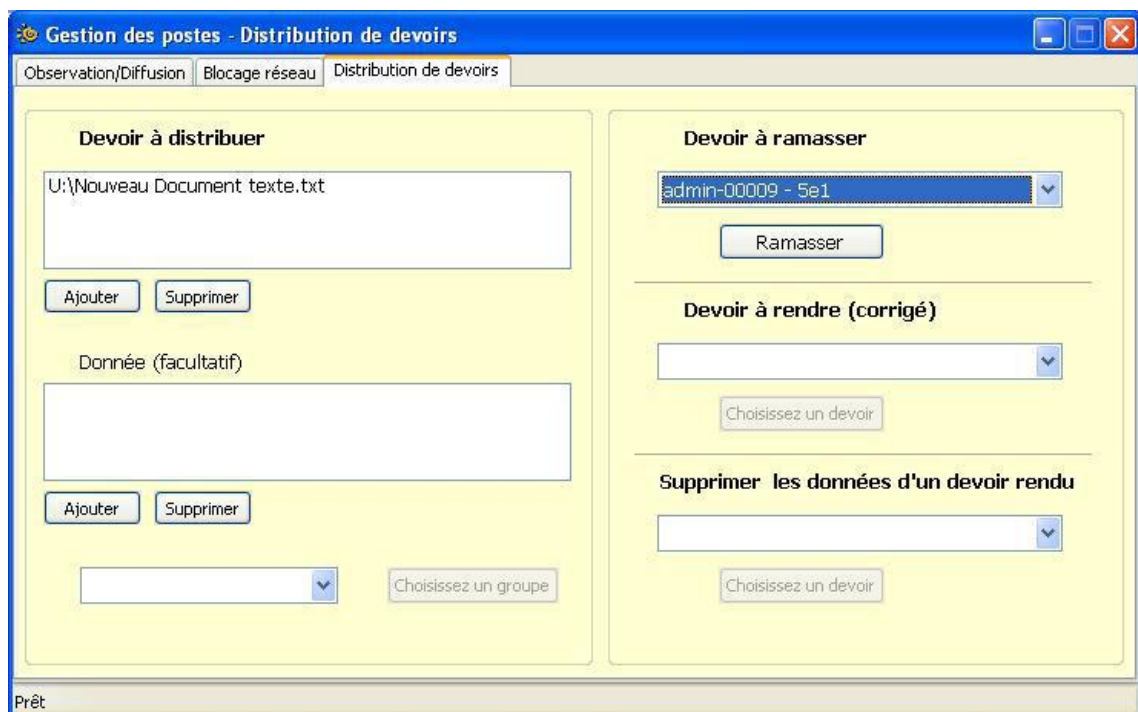 Gestion des postes - Distribution de devoirs
Observation/Diffusion Blocage réseau Distribution de devoirs
Devoir à distribuer
U:\Nouveau Document texte.txt
Ajouter Supprimer
Donnée (facultatif)
Ajouter Supprimer
Choisissez un groupe
Devoir à ramasser
admin-00009 - 5e1
Ramasser
Devoir à rendre (corrigé)
Choisissez un devoir
Supprimer les données d'un devoir rendu
Choisissez un devoir
Prêt